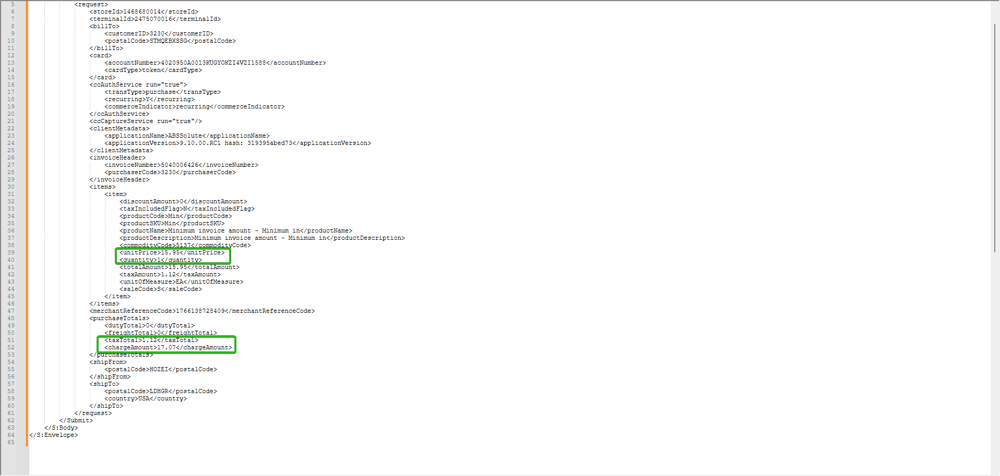 5 <request>
6 <storeId>1468680014</storeId>
7 <terminalId>2475070016</terminalId>
8 <billTo>
9 <customerID>3230</customerID>
10 <postalCode>STMQEBXSSG</postalCode>
11 </billTo>
12 <card>
13 <accountNumber>4020950A0013KUGYOKZI4VZI1588</accountNumber>
14 <cardType>token</cardType>
15 </card>
16 <ccAuthService run="true">
17 <transType>purchase</transType>
18 <recurring>Y</recurring>
19 <commerceIndicator>recurring</commerceIndicator>
20 </ccAuthService>
21 <ccCaptureService run="true"/>
22 <clientMetadata>
23 <applicationName>ABSSolute</applicationName>
24 <applicationVersion>9.10.00.RC1 hash: 319395abed73</applicationVersion>
25 </clientMetadata>
26 <invoiceHeader>
27 <invoiceNumber>5040006426</invoiceNumber>
28 <purchaserCode>3230</purchaserCode>
29 </invoiceHeader>
30 <items>
31 <item>
32 <discountAmount>0</discountAmount>
33 <taxIncludedFlag>N</taxIncludedFlag>
34 <productCode>Min</productCode>
35 <productSKU>Min</productSKU>
36 <productName>Minimum invoice amount - Minimum in</productName>
37 <productDescription>Minimum invoice amount - Minimum in</productDescription>
38 <commodityCode>5137</commodityCode>
39 <unitPrice>15.95</unitPrice>
40 <quantity>1</quantity>
41 <totalAmount>15.95</totalAmount>
42 <taxAmount>1.12</taxAmount>
43 <unitOfMeasure>EA</unitOfMeasure>
44 <saleCode>S</saleCode>
45 </item>
46 </items>
47 <merchantReferenceCode>1766138728409</merchantReferenceCode>
48 <purchaseTotals>
49 <dutyTotal>0</dutyTotal>
50 <freightTotal>0</freightTotal>
51 <taxTotal>1.12</taxTotal>
52 <chargeAmount>17.07</chargeAmount>
53 </purchaseTotals>
54 <shipFrom>
55 <postalCode>HOZEI</postalCode>
56 </shipFrom>
57 <shipTo>
58 <postalCode>LDHGR</postalCode>
59 <country>USA</country>
60 </shipTo>
61 </request>
62 </Submit>
63 </S:Body>
64 </S:Envelope>
65